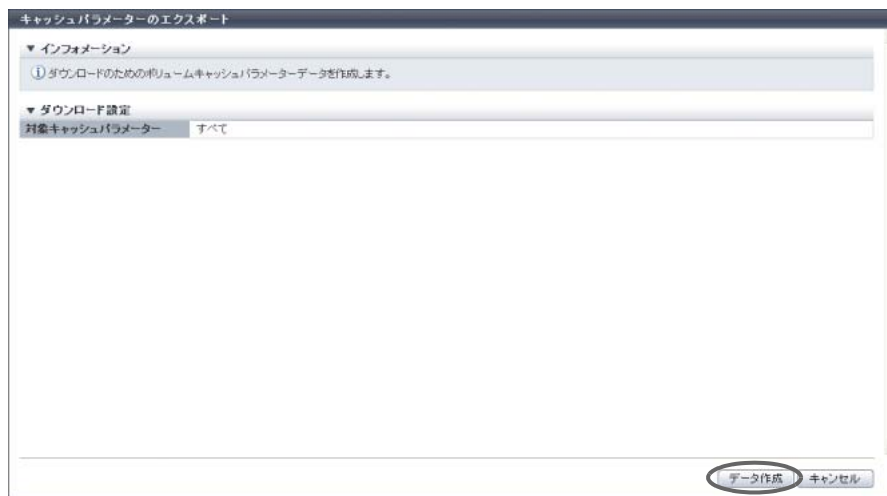 キャッシュパラメーターのエクスポート
▼ インフォメーション
ダウンロードのためのボリュームキャッシュパラメーターデータを作成します。
▼ ダウンロード設定
対象キャッシュパラメーター すべて
データ作成 キャンセル